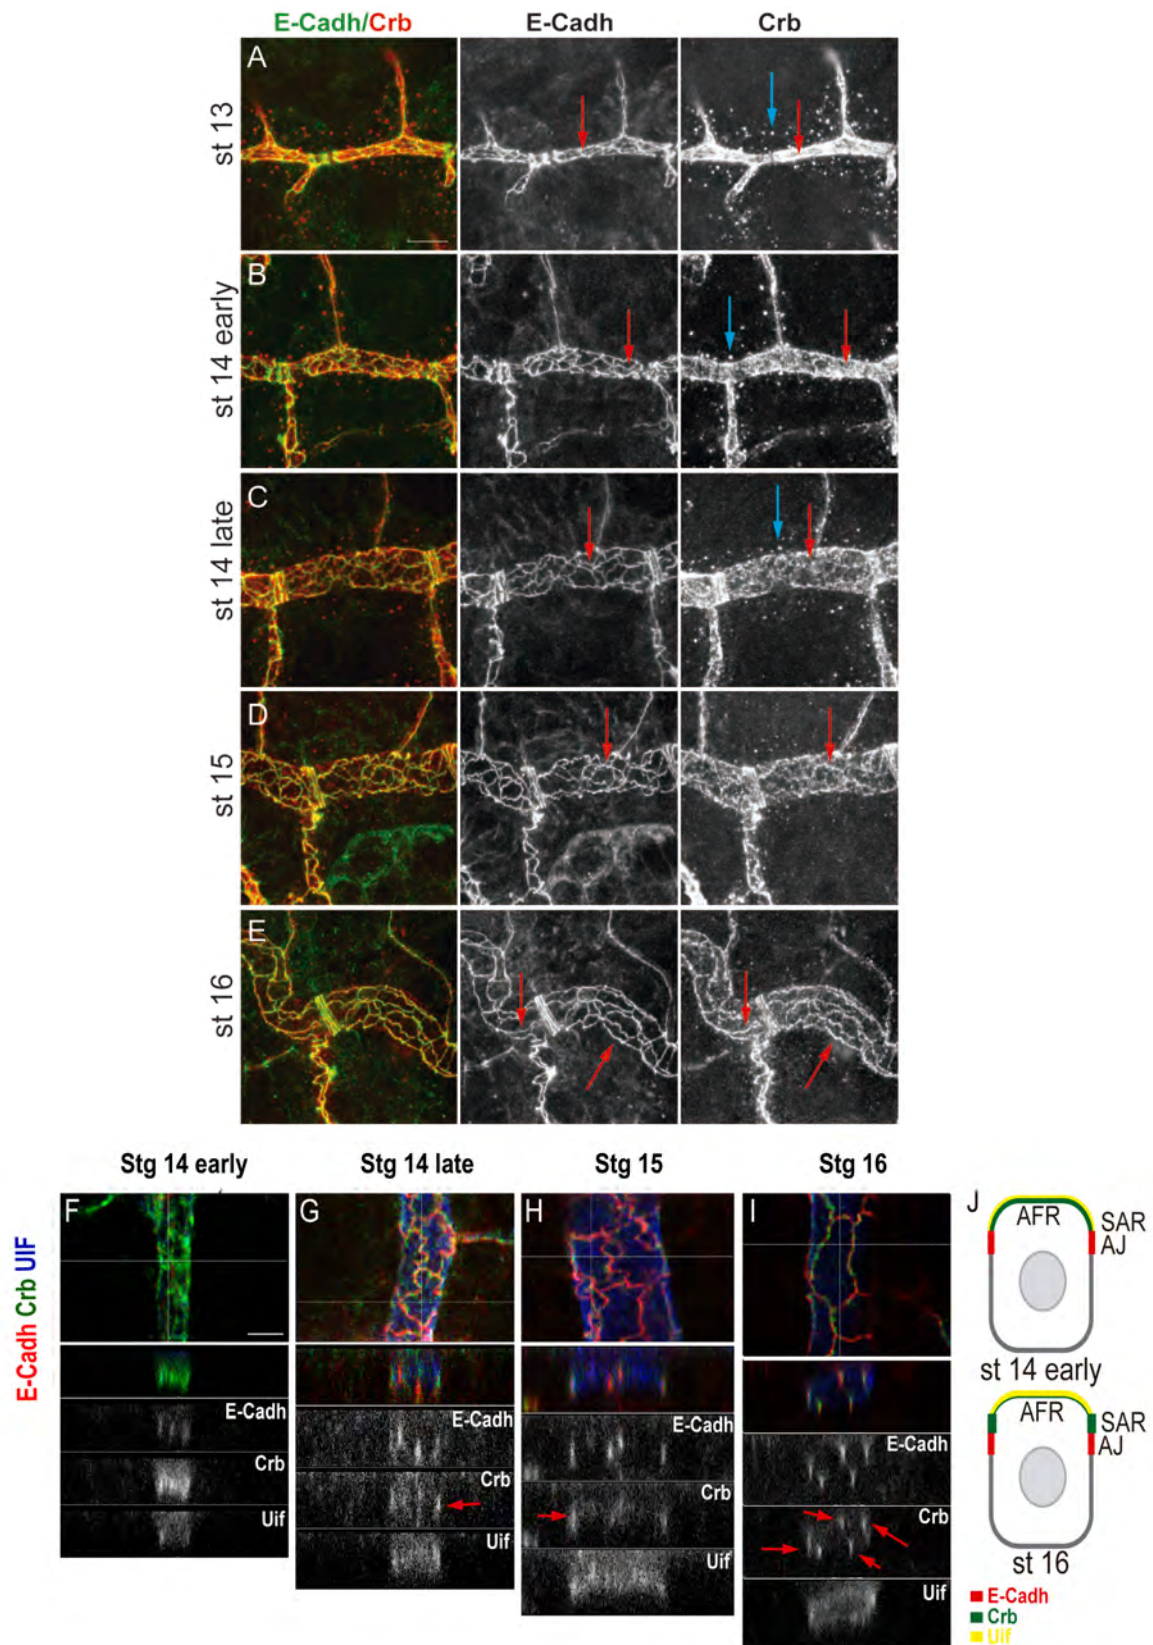 E-Cadh/Crb E-Cadh Crb
A
st 13
B
st 14 early
C
st 14 late
D
st 15
E
st 16
Stg 14 early Stg 14 late Stg 15 Stg 16
E-Cadh Crb UIF
F
E-Cadh
Crb
Uif
G
E-Cadh
Crb
Uif
H
E-Cadh
Crb
Uif
I
E-Cadh
Crb
Uif
J
AFR
SAR
AJ
st 14 early
AFR
SAR
AJ
st 16
E-Cadh
Crb
Uif